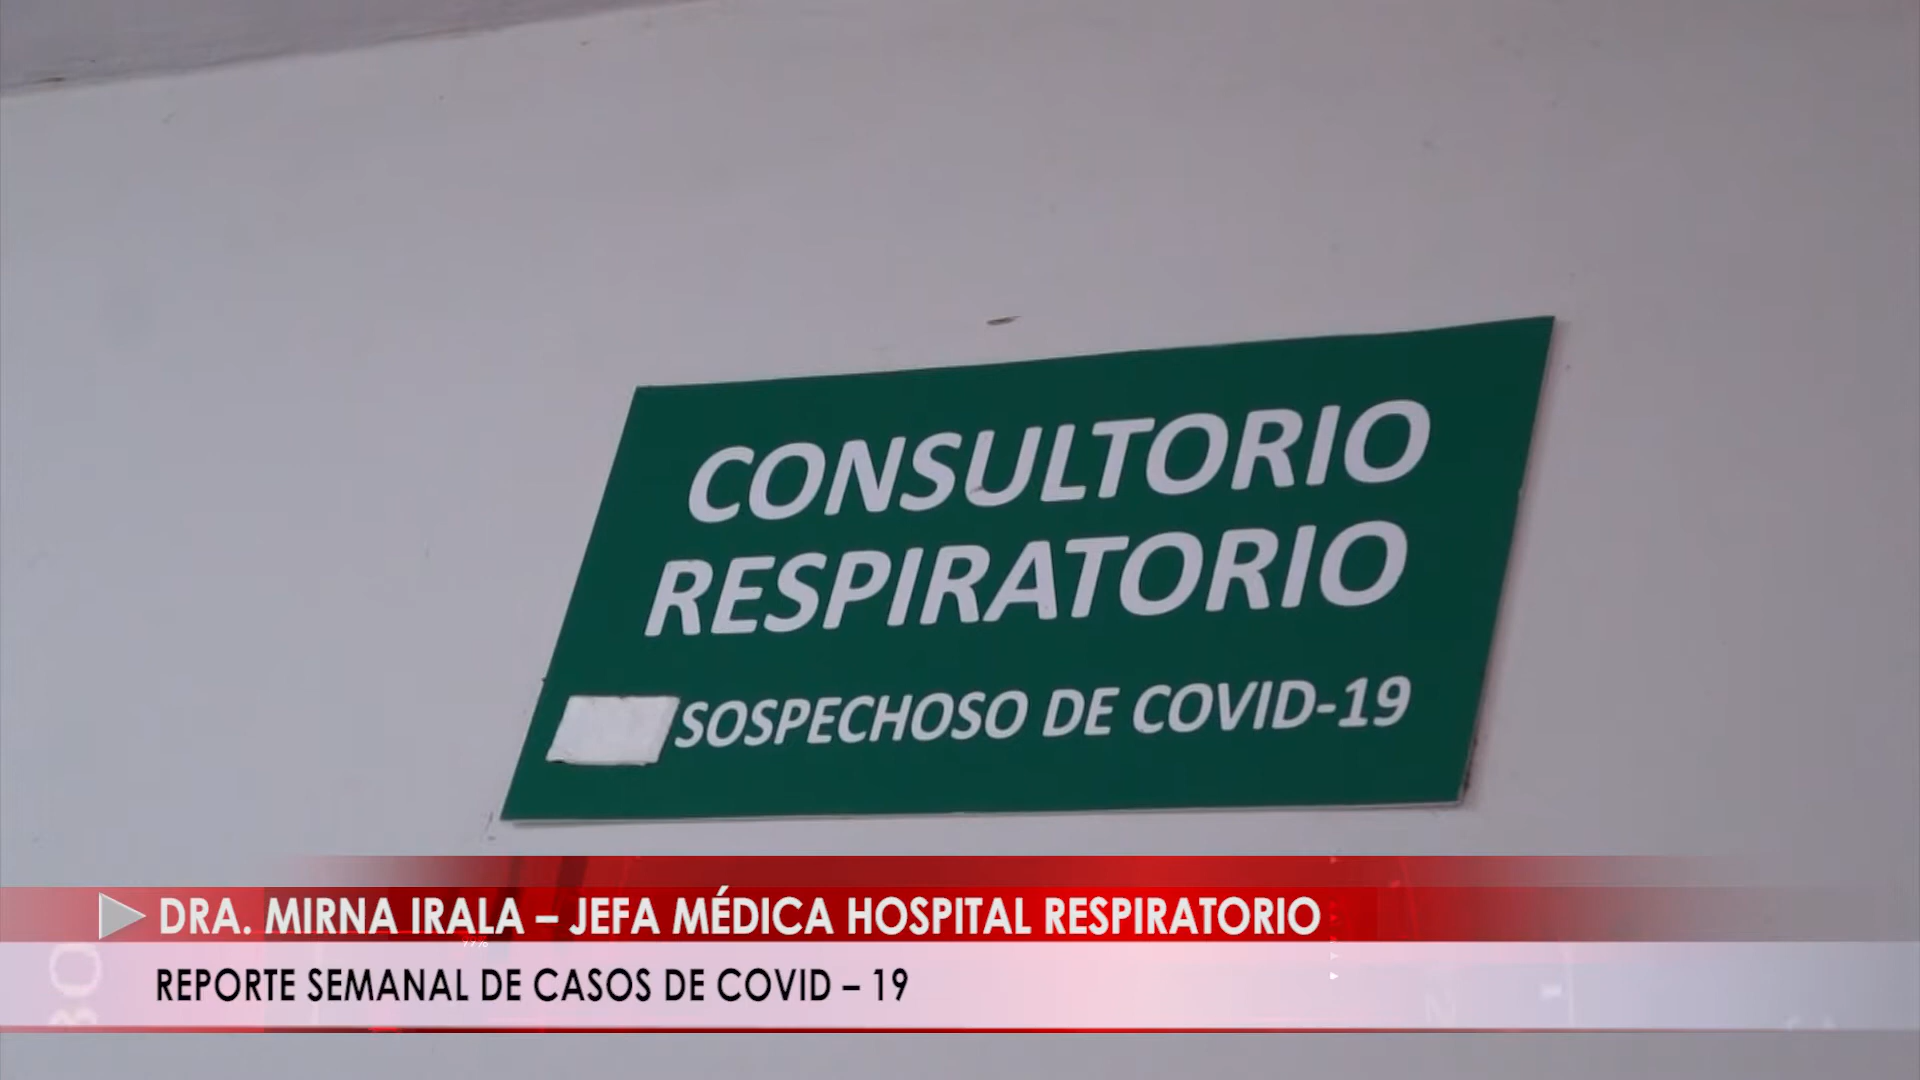 CONSULTORIO
RESPIRATORIO
SOSPECHOSO DE COVID-19
DRA. MIRNA IRALA – JEFA MÉDICA HOSPITAL RESPIRATORIO
REPORTE SEMANAL DE CASOS DE COVID – 19